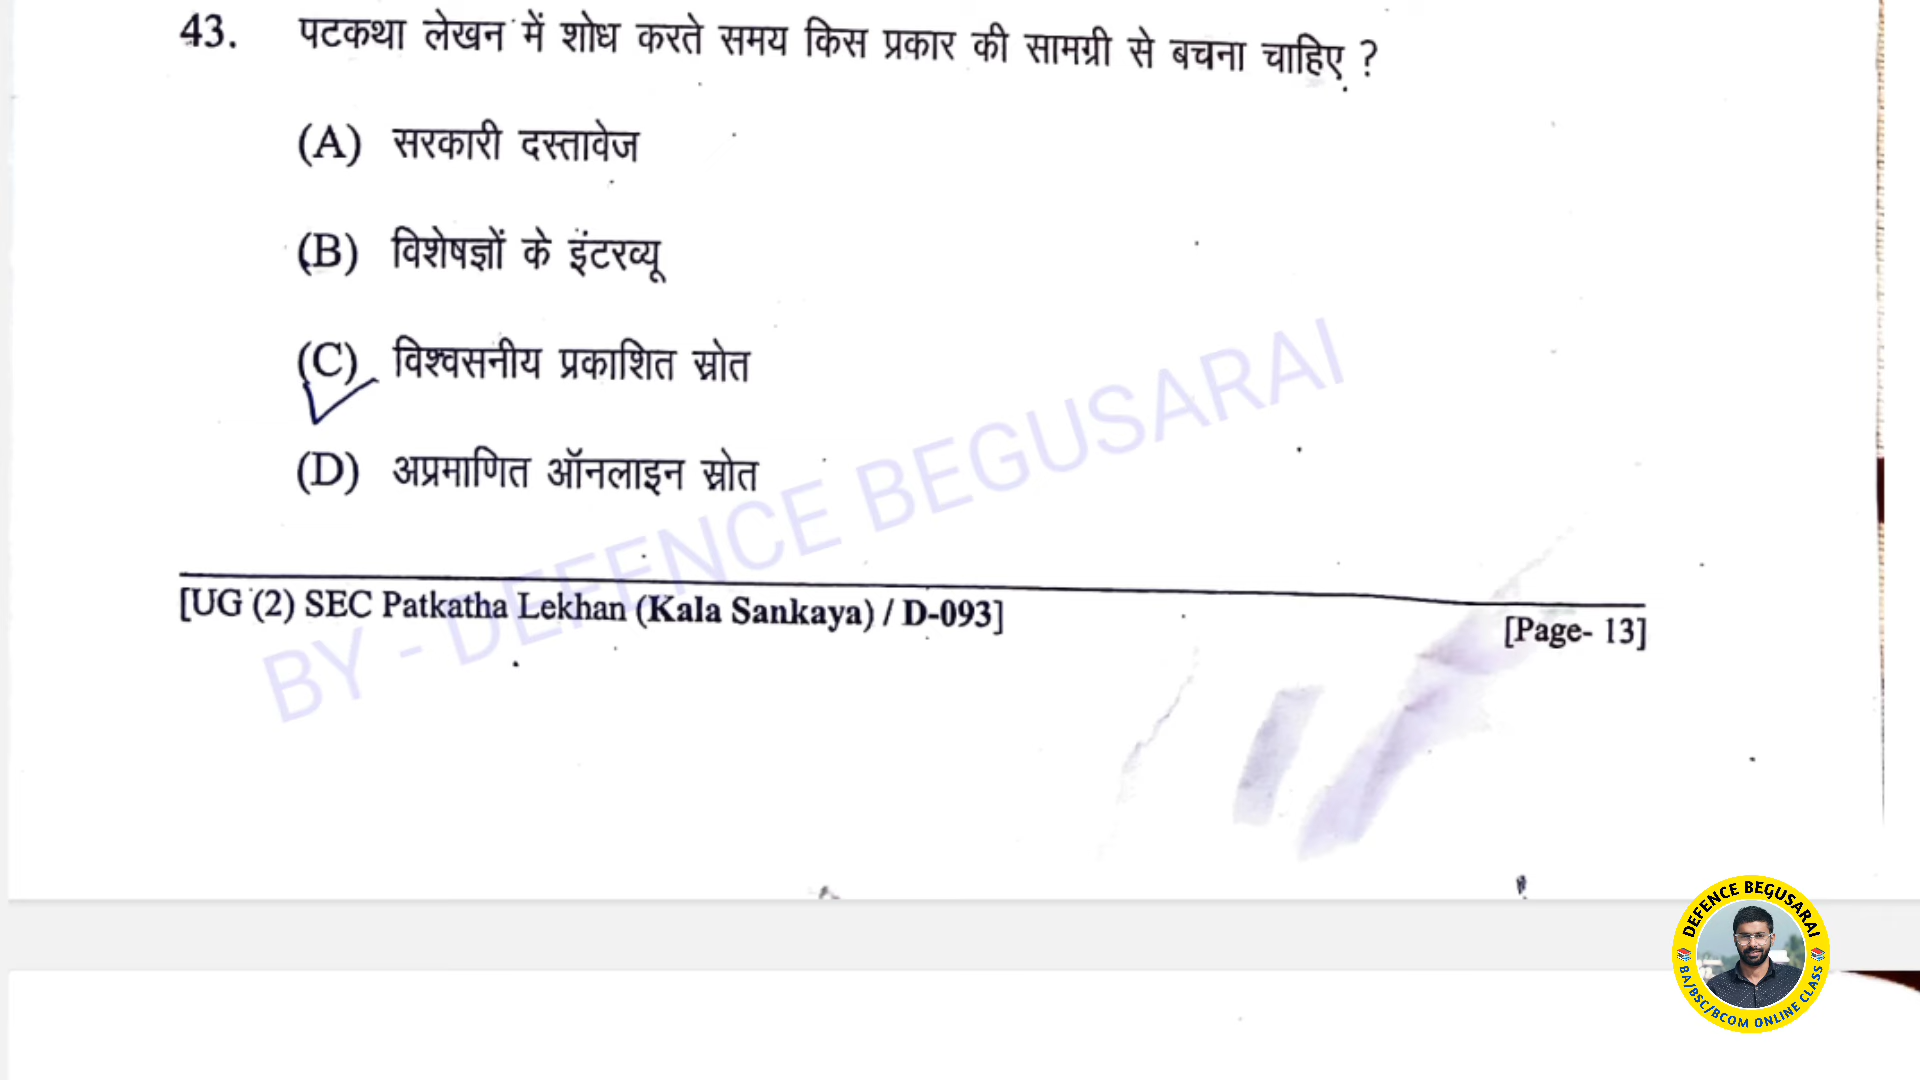 43. पटकथा लेखन में शोध करते समय किस प्रकार की सामग्री से बचना चाहिए ?
(A) सरकारी दस्तावेज
(B) विशेषज्ञों के इंटरव्यू
(C) विश्वसनीय प्रकाशित स्रोत
(D) अप्रमाणित ऑनलाइन स्रोत
BY - DEFENCE BEGUSARAI
[UG (2) SEC Patkatha Lekhan (Kala Sankaya) / D-093]
[Page- 13]
DEFENCE BEGUSARAI
BA/BSC/BCOM ONLINE CLASS